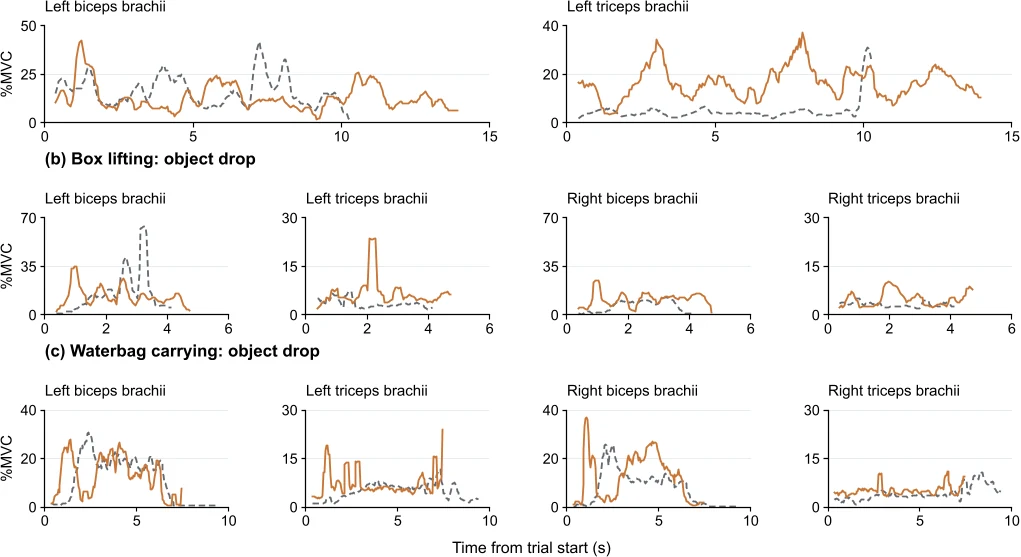 Left biceps brachii Left triceps brachii
50 40
25 20
0 0
%MVC
0 5 10 15 0 5 10 15
(b) Box lifting: object drop
Left biceps brachii Left triceps brachii Right biceps brachii Right triceps brachii
70 30 70 30
35 15 35 15
0 0 0 0
%MVC
0 2 4 6 0 2 4 6 0 2 4 6 0 2 4 6
(c) Waterbag carrying: object drop
Left biceps brachii Left triceps brachii Right biceps brachii Right triceps brachii
40 30 40 30
20 15 20 15
0 0 0 0
%MVC
0 5 10 0 5 10 0 5 10 0 5 10
Time from trial start (s)